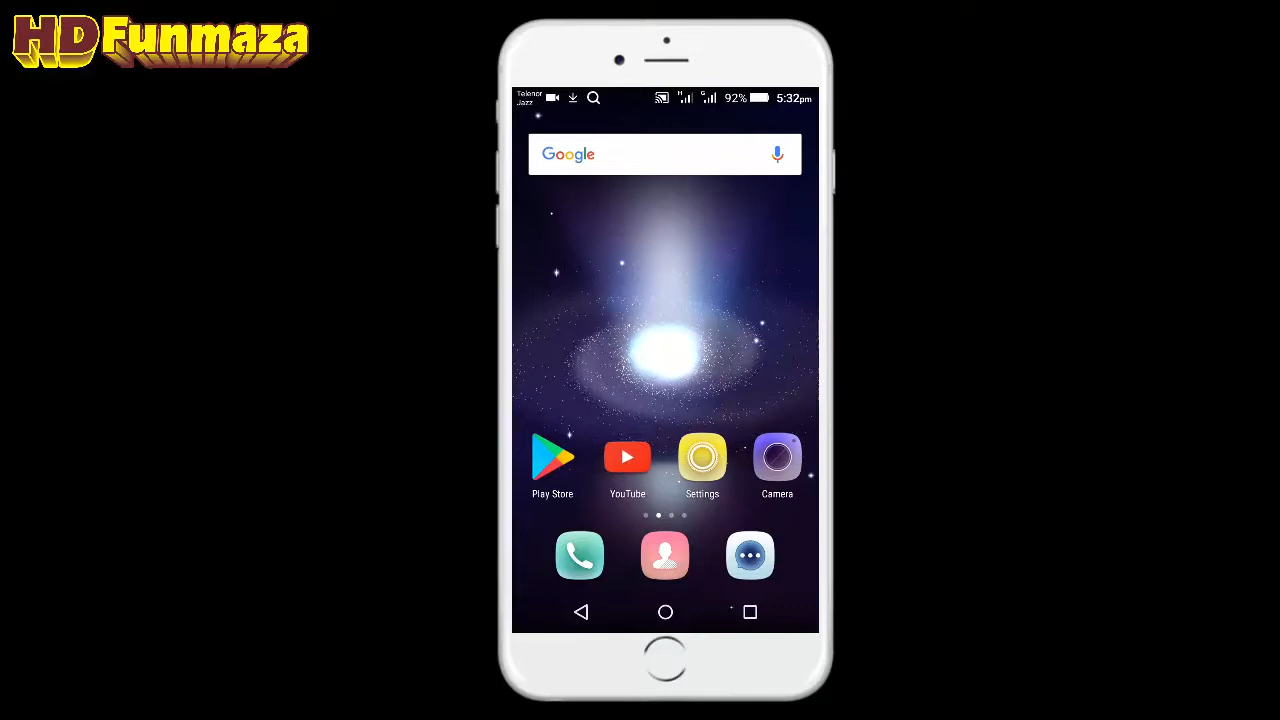 HDFunmaza
Telenor
Jazz
H
G
92%
5:32pm
Google
Play Store
YouTube
Settings
Camera